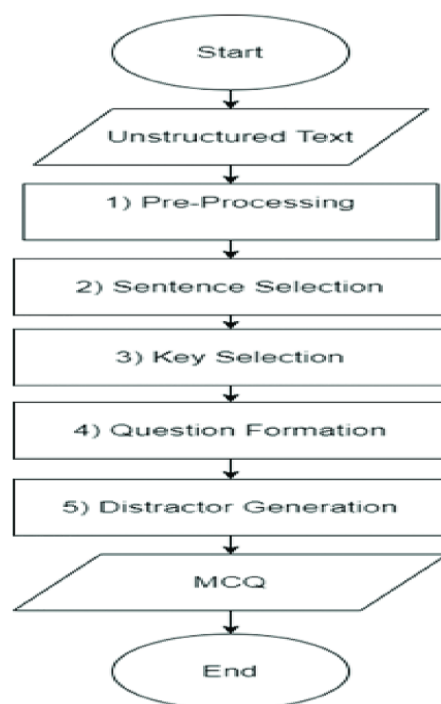 Start
Unstructured Text
1) Pre-Processing
2) Sentence Selection
3) Key Selection
4) Question Formation
5) Distractor Generation
MCQ
End